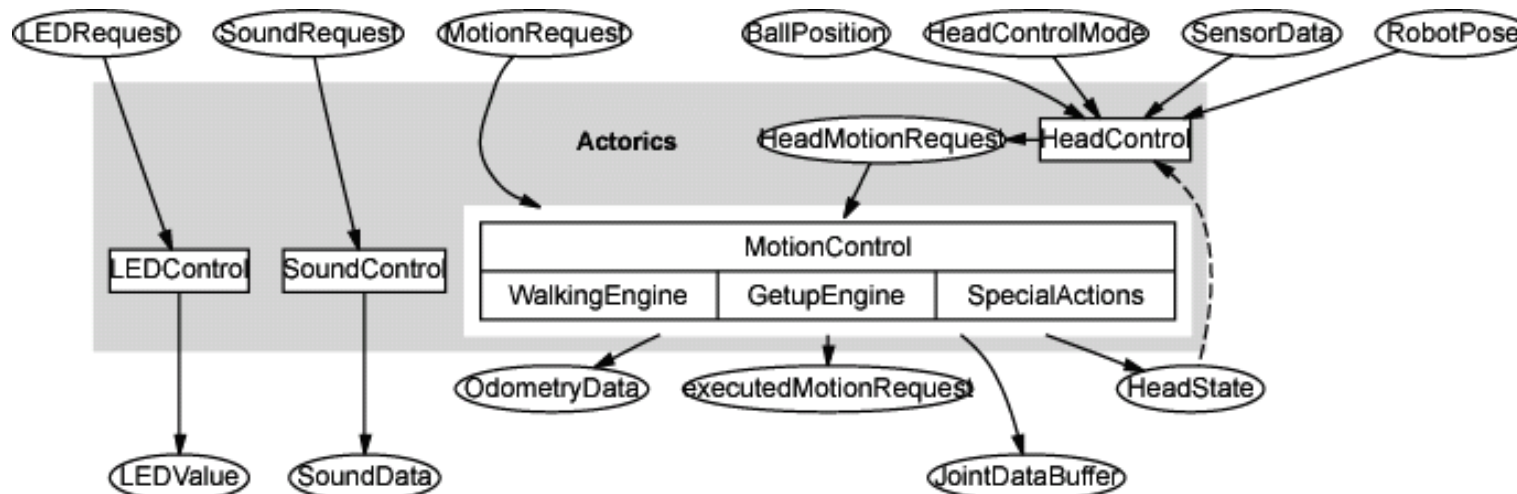 LEDRequest
SoundRequest
MotionRequest
BallPosition
HeadControlMode
SensorData
RobotPose
Actorics
HeadMotionRequest
HeadControl
MotionControl
LEDControl
SoundControl
WalkingEngine
GetupEngine
SpecialActions
OdometryData
executedMotionRequest
HeadState
LEDValue
SoundData
JointDataBuffer